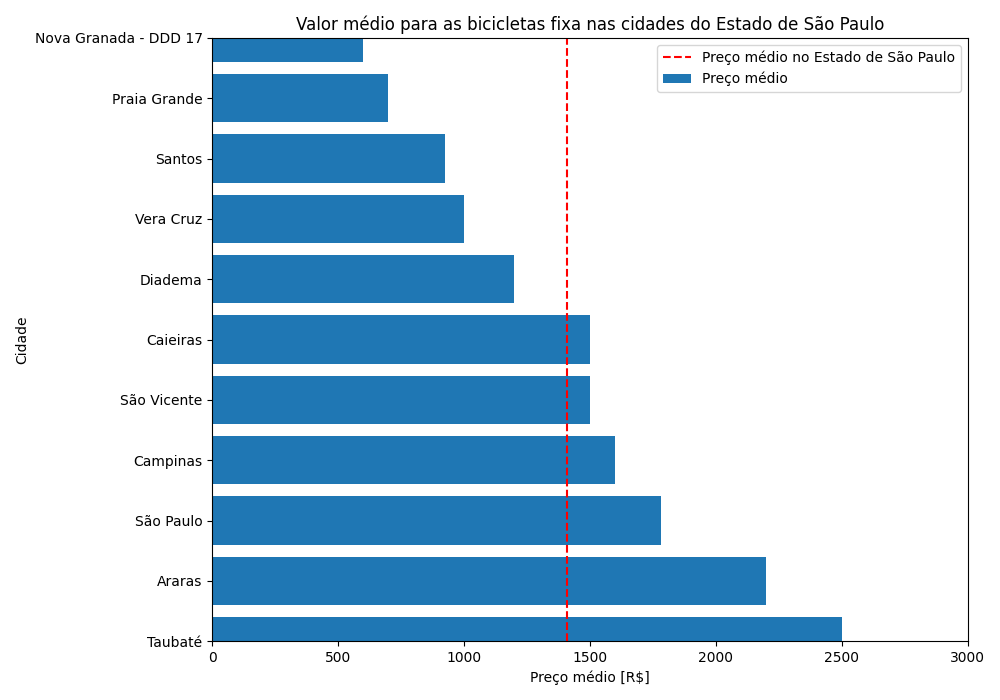 Valor médio para as bicicletas fixa nas cidades do Estado de São Paulo
Nova Granada - DDD 17
Praia Grande
Santos
Vera Cruz
Diadema
Caieiras
São Vicente
Campinas
São Paulo
Araras
Taubaté
Cidade
Preço médio no Estado de São Paulo
Preço médio
0 500 1000 1500 2000 2500 3000
Preço médio [R$]